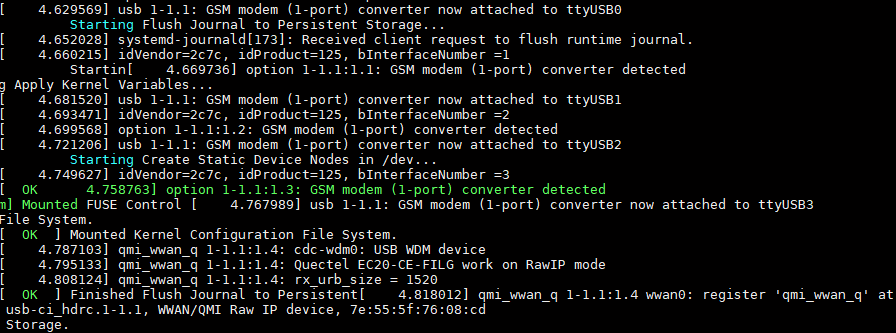 [    4.629569] usb 1-1.1: GSM modem (1-port) converter now attached to ttyUSB0
         Starting Flush Journal to Persistent Storage...
[    4.652028] systemd-journald[173]: Received client request to flush runtime journal.
[    4.660215] idVendor=2c7c, idProduct=125, bInterfaceNumber =1
         Startin[    4.669736] option 1-1.1:1.1: GSM modem (1-port) converter detected
g Apply Kernel Variables...
[    4.681520] usb 1-1.1: GSM modem (1-port) converter now attached to ttyUSB1
[    4.693471] idVendor=2c7c, idProduct=125, bInterfaceNumber =2
[    4.699568] option 1-1.1:1.2: GSM modem (1-port) converter detected
[    4.721206] usb 1-1.1: GSM modem (1-port) converter now attached to ttyUSB2
         Starting Create Static Device Nodes in /dev...
[    4.749627] idVendor=2c7c, idProduct=125, bInterfaceNumber =3
[  OK      4.758763] option 1-1.1:1.3: GSM modem (1-port) converter detected
m] Mounted FUSE Control [    4.767989] usb 1-1.1: GSM modem (1-port) converter now attached to ttyUSB3
File System.
[  OK  ] Mounted Kernel Configuration File System.
[    4.787103] qmi_wwan_q 1-1.1:1.4: cdc-wdm0: USB WDM device
[    4.795133] qmi_wwan_q 1-1.1:1.4: Quectel EC20-CE-FILG work on RawIP mode
[    4.808124] qmi_wwan_q 1-1.1:1.4: rx_urb_size = 1520
[  OK  ] Finished Flush Journal to Persistent[    4.818012] qmi_wwan_q 1-1.1:1.4 wwan0: register 'qmi_wwan_q' at
usb-ci_hdrc.1-1.1, WWAN/QMI Raw IP device, 7e:55:5f:76:08:cd
Storage.